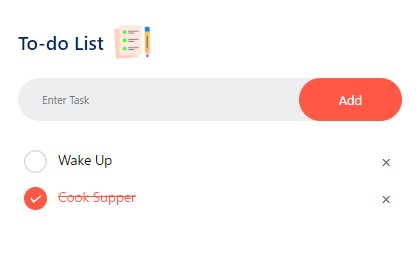 To-do List
Enter Task
Add
Wake Up
×
Cook Supper
×